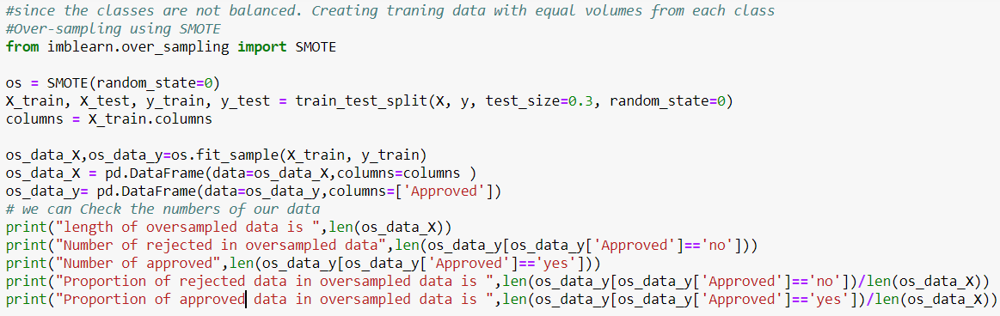 #since the classes are not balanced. Creating traning data with equal volumes from each class
#Over-sampling using SMOTE
from imblearn.over_sampling import SMOTE
os = SMOTE(random_state=0)
X_train, X_test, y_train, y_test = train_test_split(X, y, test_size=0.3, random_state=0)
columns = X_train.columns
os_data_X,os_data_y=os.fit_sample(X_train, y_train)
os_data_X = pd.DataFrame(data=os_data_X,columns=columns )
os_data_y= pd.DataFrame(data=os_data_y,columns=['Approved'])
# we can Check the numbers of our data
print("length of oversampled data is ",len(os_data_X))
print("Number of rejected in oversampled data",len(os_data_y[os_data_y['Approved']=='no']))
print("Number of approved",len(os_data_y[os_data_y['Approved']=='yes']))
print("Proportion of rejected data in oversampled data is ",len(os_data_y[os_data_y['Approved']=='no'])/len(os_data_X))
print("Proportion of approved data in oversampled data is ",len(os_data_y[os_data_y['Approved']=='yes'])/len(os_data_X))